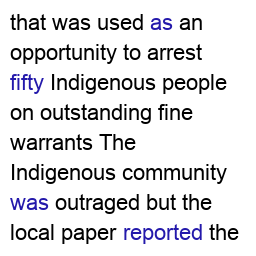 that was used as an
opportunity to arrest
fifty Indigenous people
on outstanding fine
warrants The
Indigenous community
was outraged but the
local paper reported the